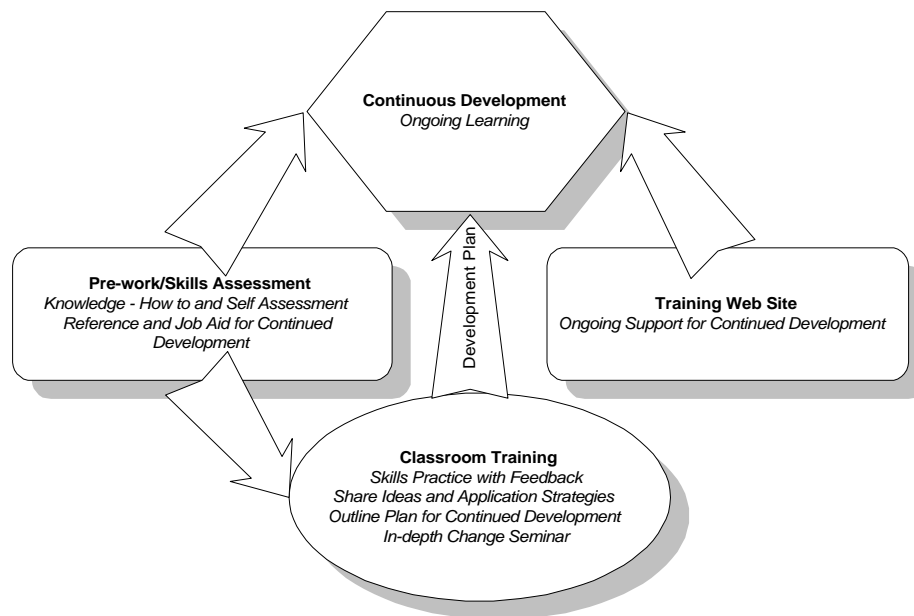 Continuous Development
Ongoing Learning
Pre-work/Skills Assessment
Knowledge - How to and Self Assessment
Reference and Job Aid for Continued
Development
Development Plan
Training Web Site
Ongoing Support for Continued Development
Classroom Training
Skills Practice with Feedback
Share Ideas and Application Strategies
Outline Plan for Continued Development
In-depth Change Seminar